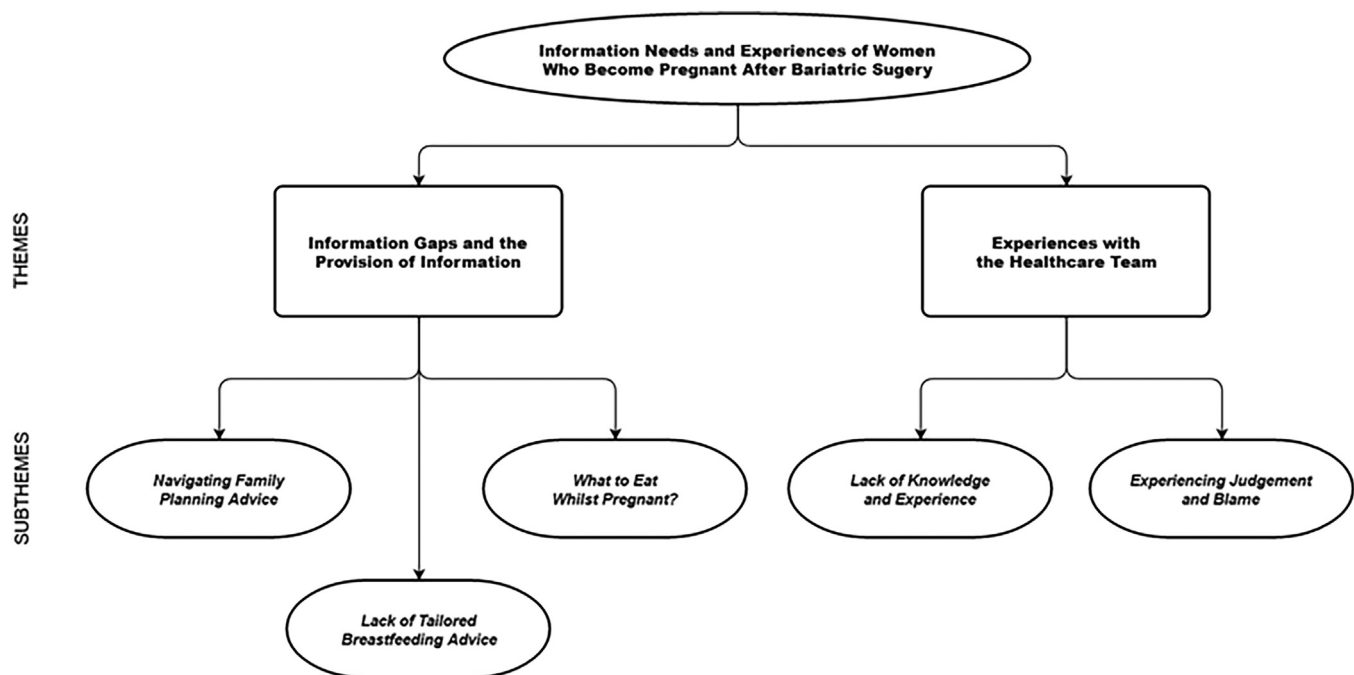 Information Needs and Experiences of Women
Who Become Pregnant After Bariatric Sugery
THEMES
Information Gaps and the
Provision of Information
Experiences with
the Healthcare Team
SUBTHEMES
Navigating Family
Planning Advice
What to Eat
Whilst Pregnant?
Lack of Knowledge
and Experience
Experiencing Judgement
and Blame
Lack of Tailored
Breastfeeding Advice